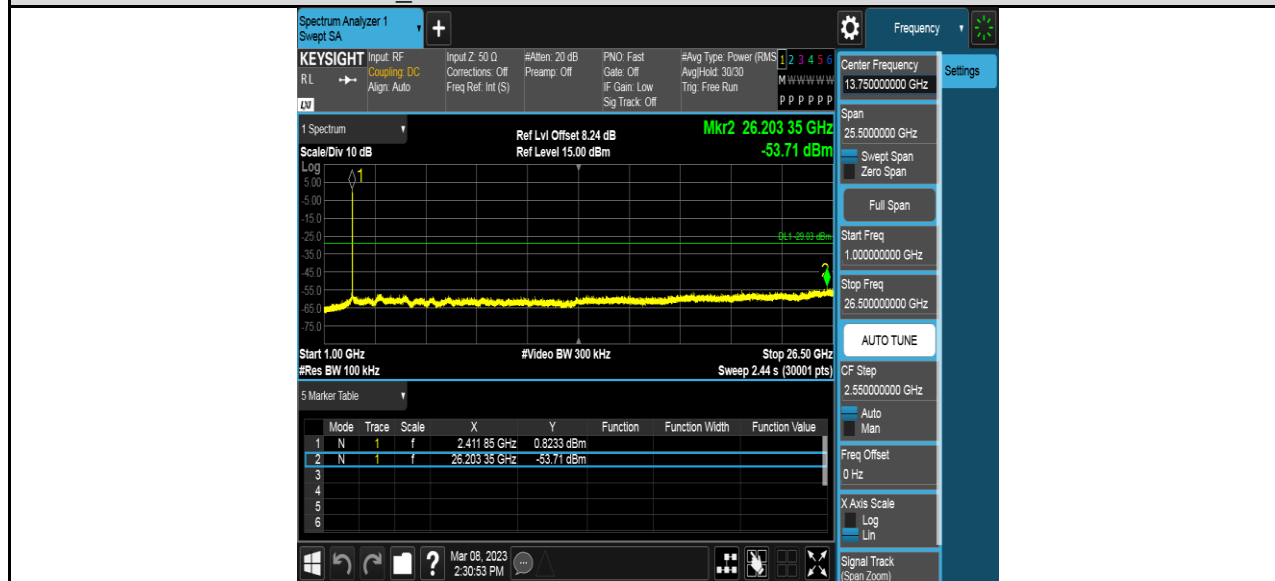 Spectrum Analyzer 1
Swept SA
+
Frequency
KEYSIGHT Input: RF Input Z: 50 Ω #Atten: 20 dB PNO: Fast #Avg Type: Power (RMS 1 2 3 4 5 6
RL Coupling: DC Corrections: Off Preamp: Off Gate: Off Avg|Hold: 30/30 M W W W W W
Align: Auto Freq Ref: Int (S) IF Gain: Low Trig: Free Run
LXI Sig Track: Off P P P P P P
Center Frequency
13.750000000 GHz
Settings
Span
25.5000000 GHz
Swept Span
Zero Span
Full Span
Start Freq
1.000000000 GHz
Stop Freq
26.500000000 GHz
AUTO TUNE
CF Step
2.550000000 GHz
Auto
Man
Freq Offset
0 Hz
X Axis Scale
Log
Lin
Signal Track
(Span Zoom)
1 Spectrum
Ref Lvl Offset 8.24 dB Mkr2 26.203 35 GHz
Scale/Div 10 dB Ref Level 15.00 dBm -53.71 dBm
Log
1
5.00
-5.00
-15.0
-25.0 DL1 -29.03 dBm
-35.0
-45.0 2
-55.0
-65.0
-75.0
Start 1.00 GHz #Video BW 300 kHz Stop 26.50 GHz
#Res BW 100 kHz Sweep 2.44 s (30001 pts)
5 Marker Table
Mode Trace Scale X Y Function Function Width Function Value
1 N 1 f 2.411 85 GHz 0.8233 dBm
2 N 1 f 26.203 35 GHz -53.71 dBm
3
4
5
6
? Mar 08, 2023
2:30:53 PM